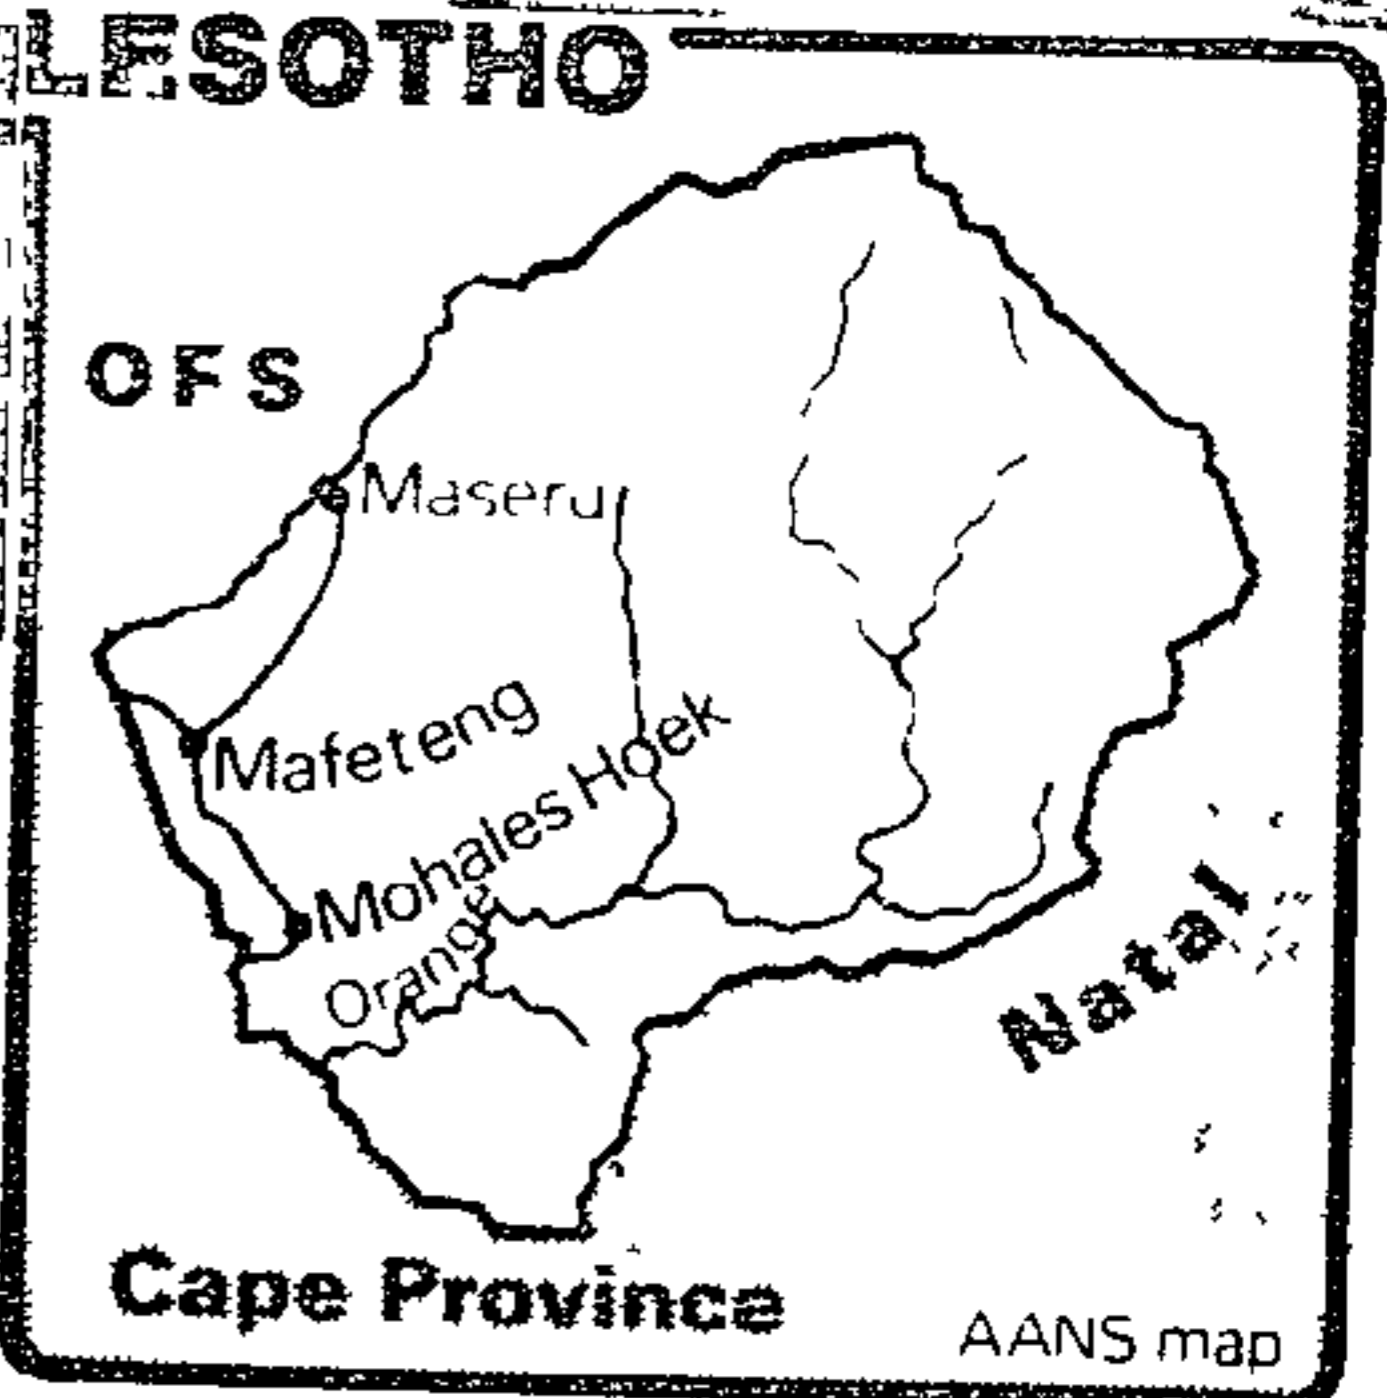 LESOTHO
OFS
Maseru
Mafeteng
Mohales Hoek
Orange
Natal
Cape Province
AANS map